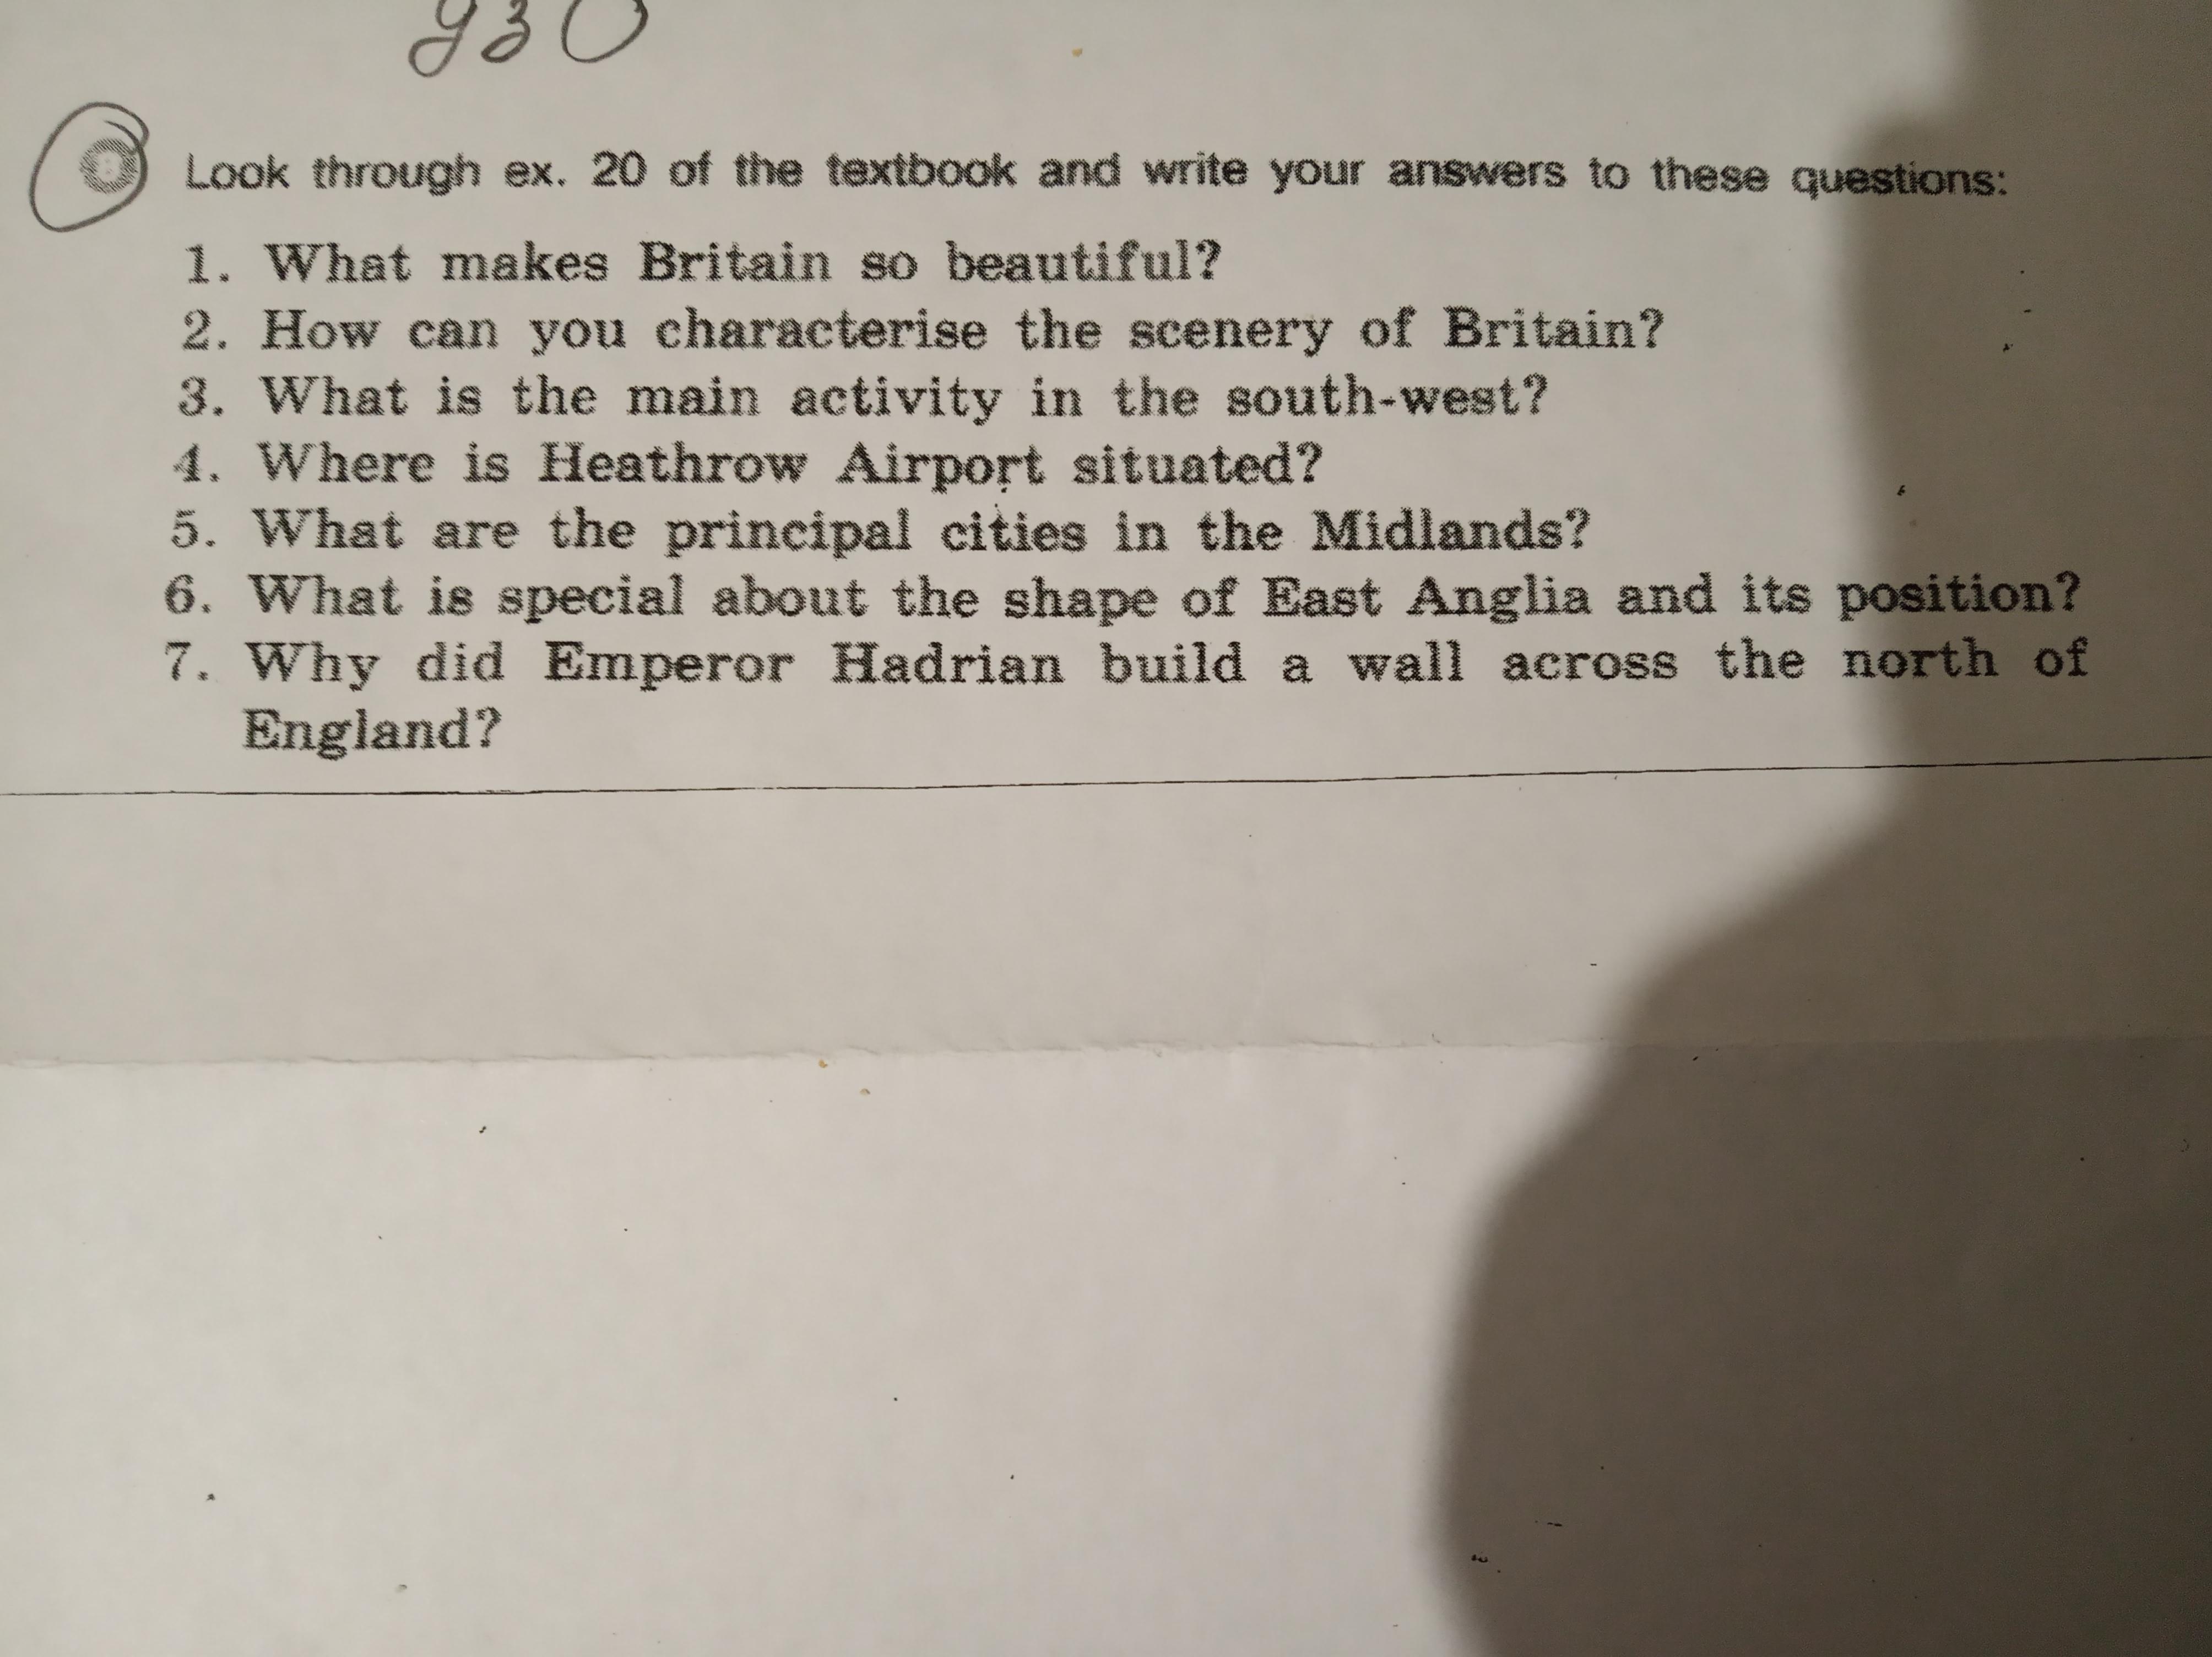 Look through ex. 20 of the textbook and write your answers to these questions:
1. What makes Britain so beautiful?
2. How can you characterise the scenery of Britain?
3. What is the main activity in the south-west?
4. Where is Heathrow Airport situated?
5. What are the principal cities in the Midlands?
6. What is special about the shape of East Anglia and its position?
7. Why did Emperor Hadrian build a wall across the north of
England?